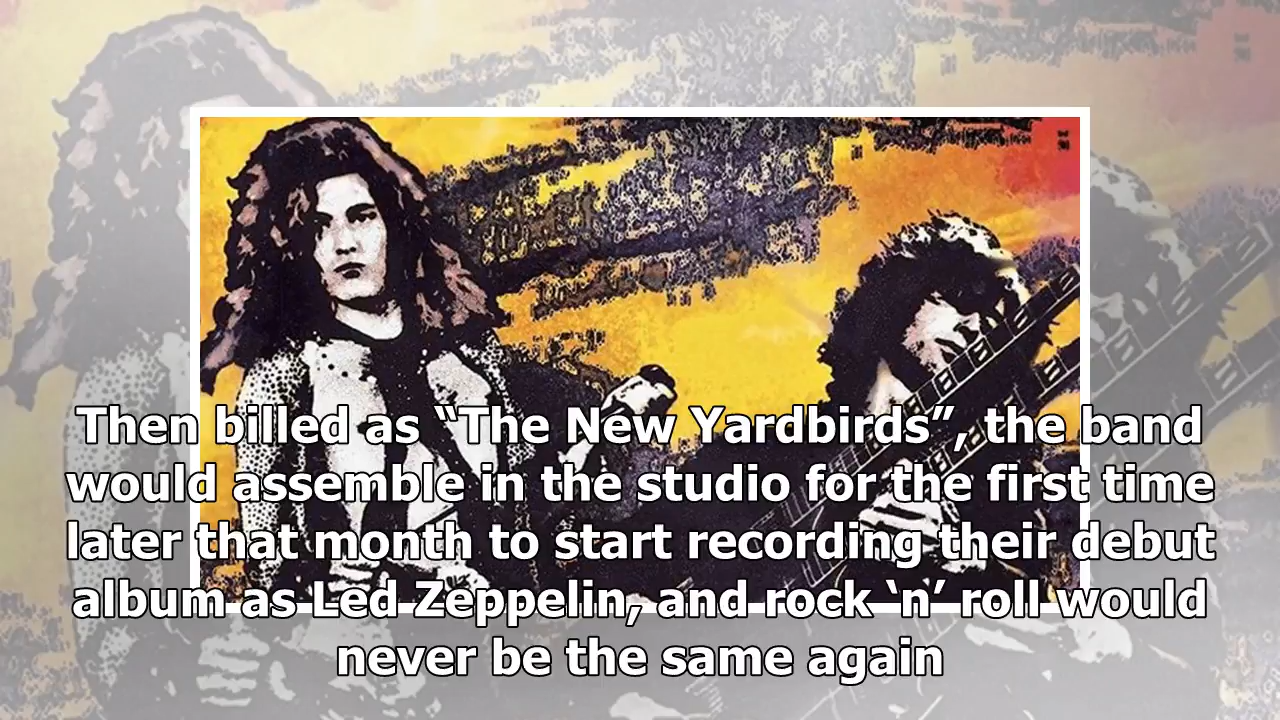 Then billed as “The New Yardbirds”, the band
would assemble in the studio for the first time
later that month to start recording their debut
album as Led Zeppelin, and rock ‘n’ roll would
never be the same again